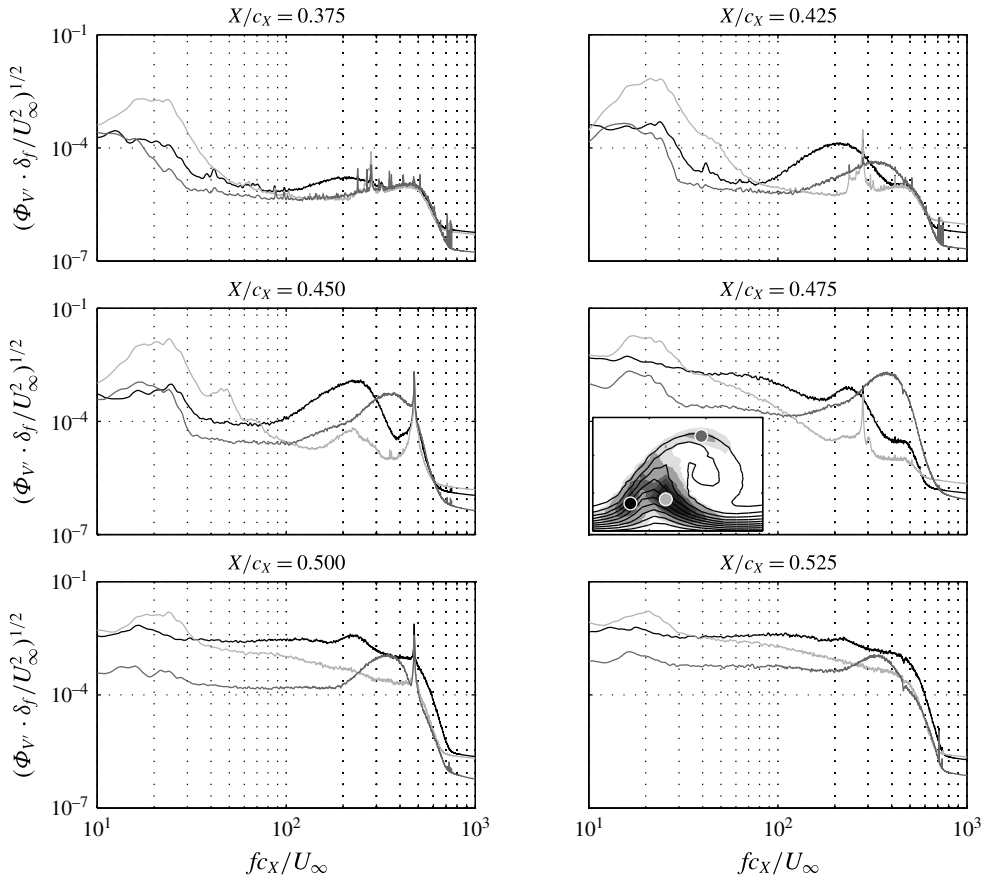 X/c_X = 0.375
X/c_X = 0.425
10^−1
10^−4
10^−7
(Φ_V′ · δ_f /U_∞^2)^1/2
X/c_X = 0.450
X/c_X = 0.475
10^−1
10^−4
10^−7
(Φ_V′ · δ_f /U_∞^2)^1/2
X/c_X = 0.500
X/c_X = 0.525
10^−1
10^−4
10^−7
(Φ_V′ · δ_f /U_∞^2)^1/2
10^1 10^2 10^3
10^1 10^2 10^3
fc_X/U_∞
fc_X/U_∞